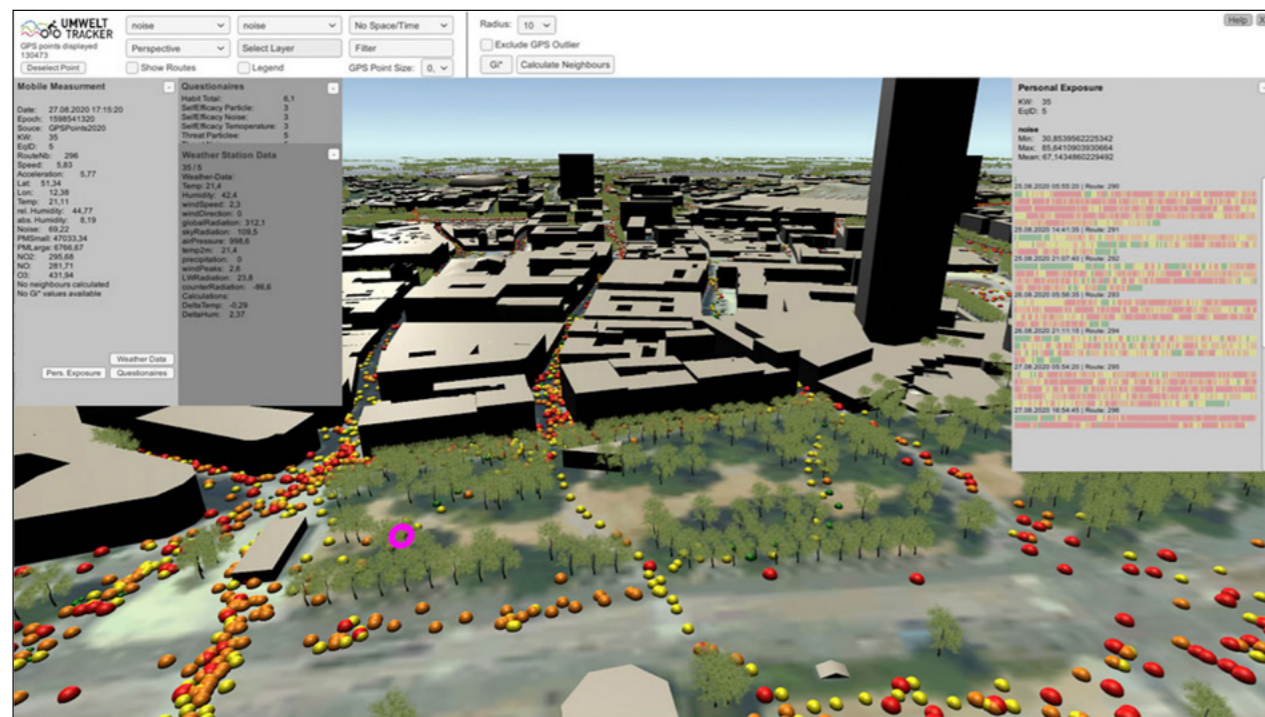 UMWELT
TRACKER
GPS points displayed
130473
Deselect Point
noise
noise
No Space/Time
Perspective
Select Layer
Filter
Show Routes
Legend
GPS Point Size: 0,
Radius: 10
Exclude GPS Outlier
Gi*
Calculate Neighbours
Help
X
Mobile Measurment
-
Date: 27.08.2020 17:15:20
Epoch: 1598541320
Souce: GPSPoints2020
KW: 35
EqID: 5
RouteNb: 296
Speed: 5,83
Acceleration: 5,77
Lat: 51,34
Lon: 12,38
Temp: 21,11
rel. Humidity: 44,77
abs. Humidity: 8,19
Noise: 69,22
PMSmall: 47033,34
PMLarge: 6766,67
NO2: 295,68
NO: 281,71
O3: 431,94
No neighbours calculated
No Gi* values available
Weather Data
Pers. Exposure
Questionaires
Questionaires
-
Habit Total: 6,1
SelfEfficacy Particle: 3
SelfEfficacy Noise: 3
SelfEfficacy Temoperature: 3
Threat Particlee: 5
Weather Station Data
-
35 / 5
Weather-Data:
Temp: 21,4
Humidity: 42,4
windSpeed: 2,3
windDirection: 0
globalRadiation: 312,1
skyRadiation: 109,5
airPressure: 998,6
temp2m: 21,4
precipitation: 0
windPeaks: 2,6
LWRadiation: 23,8
counterRadiation: -86,6
Calculations:
DeltaTemp: -0,29
DeltaHum: 2,37
Personal Exposure
-
KW: 35
EqID: 5
noise
Min: 30,8539562225342
Max: 85,6410903930664
Mean: 67,1434860229492
25.08.2020 05:55:20 | Route: 290
25.08.2020 14:41:35 | Route: 291
25.08.2020 21:07:40 | Route: 292
26.08.2020 05:56:35 | Route: 293
26.08.2020 21:11:15 | Route: 294
27.08.2020 05:54:20 | Route: 295
27.08.2020 16:54:45 | Route: 296